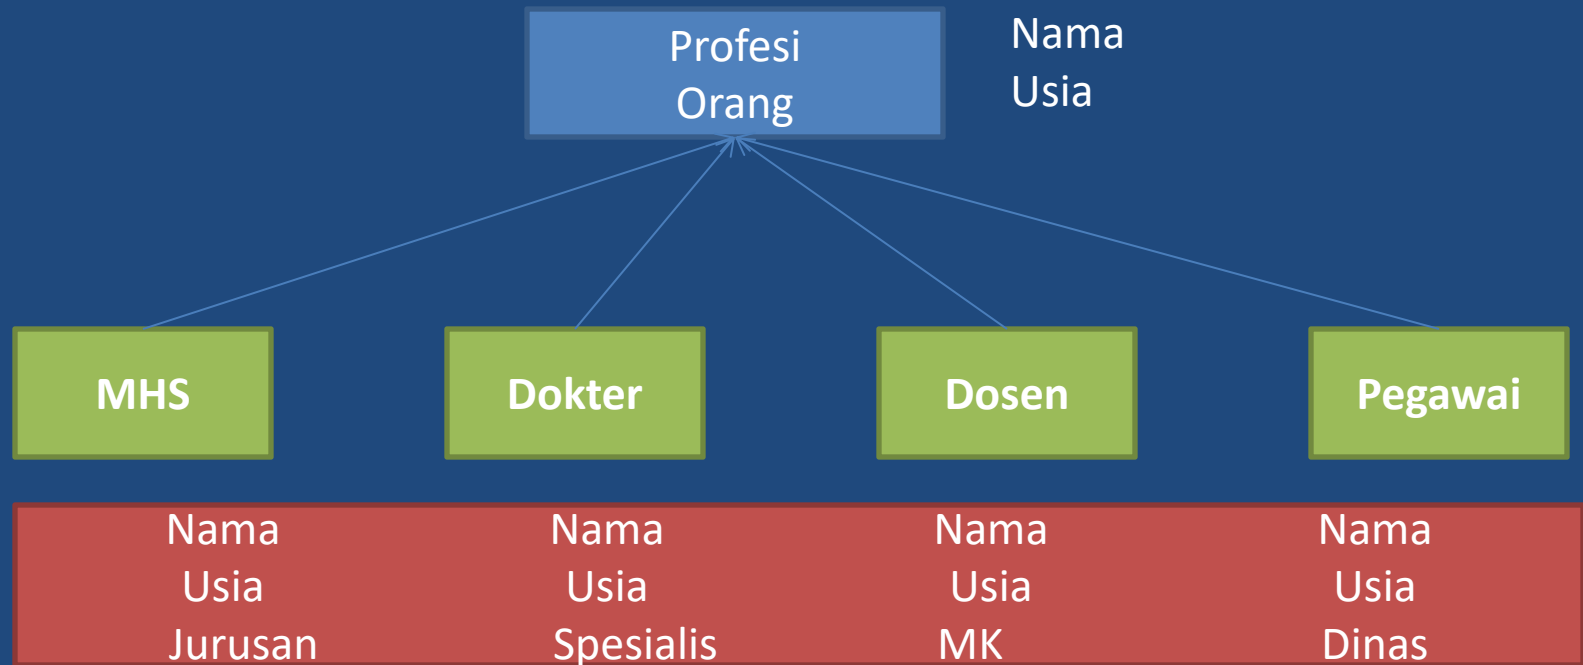 Profesi
Orang
Nama
Usia
MHS Dokter Dosen Pegawai
Nama Nama Nama Nama
Usia Usia Usia Usia
Jurusan Spesialis MK Dinas